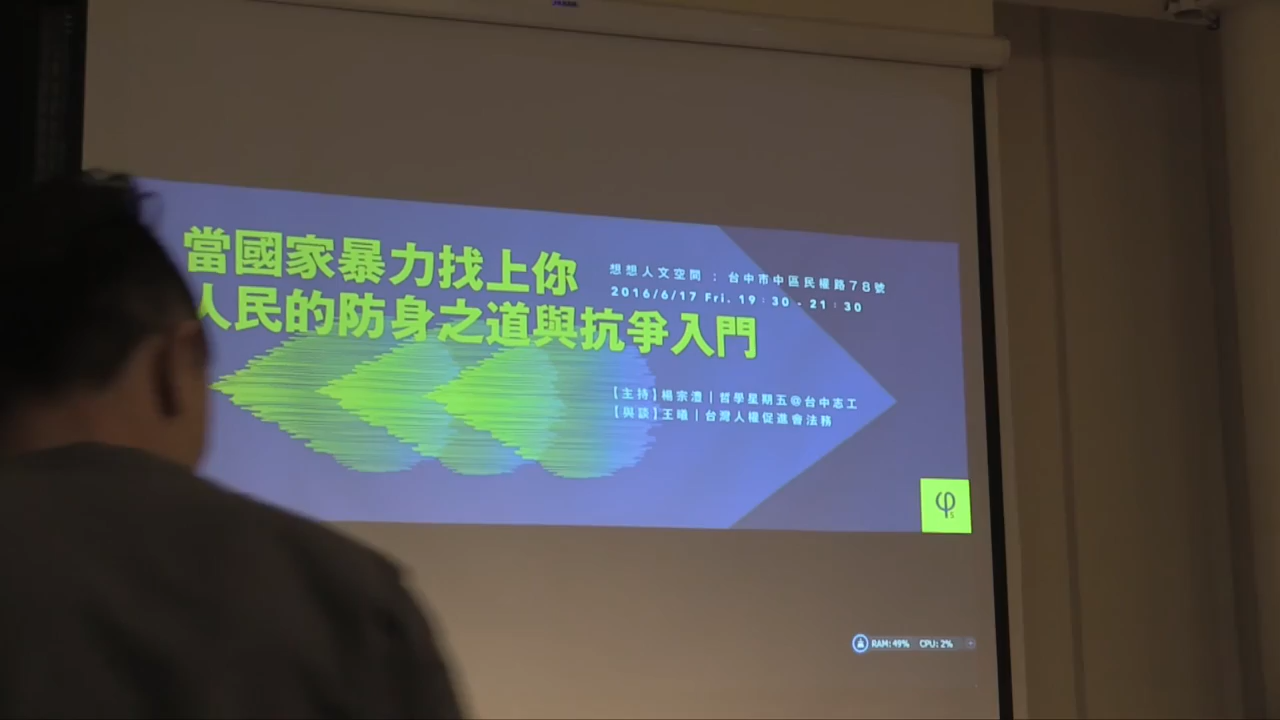 當國家暴力找上你
人民的防身之道與抗爭入門
想想人文空間 : 台中市中區民權路78號
2016/6/17 Fri. 19:30 - 21:30
【主持】楊宗澧|哲學星期五@台中志工
【與談】王曦|台灣人權促進會法務
φs
RAM: 49% CPU: 2%